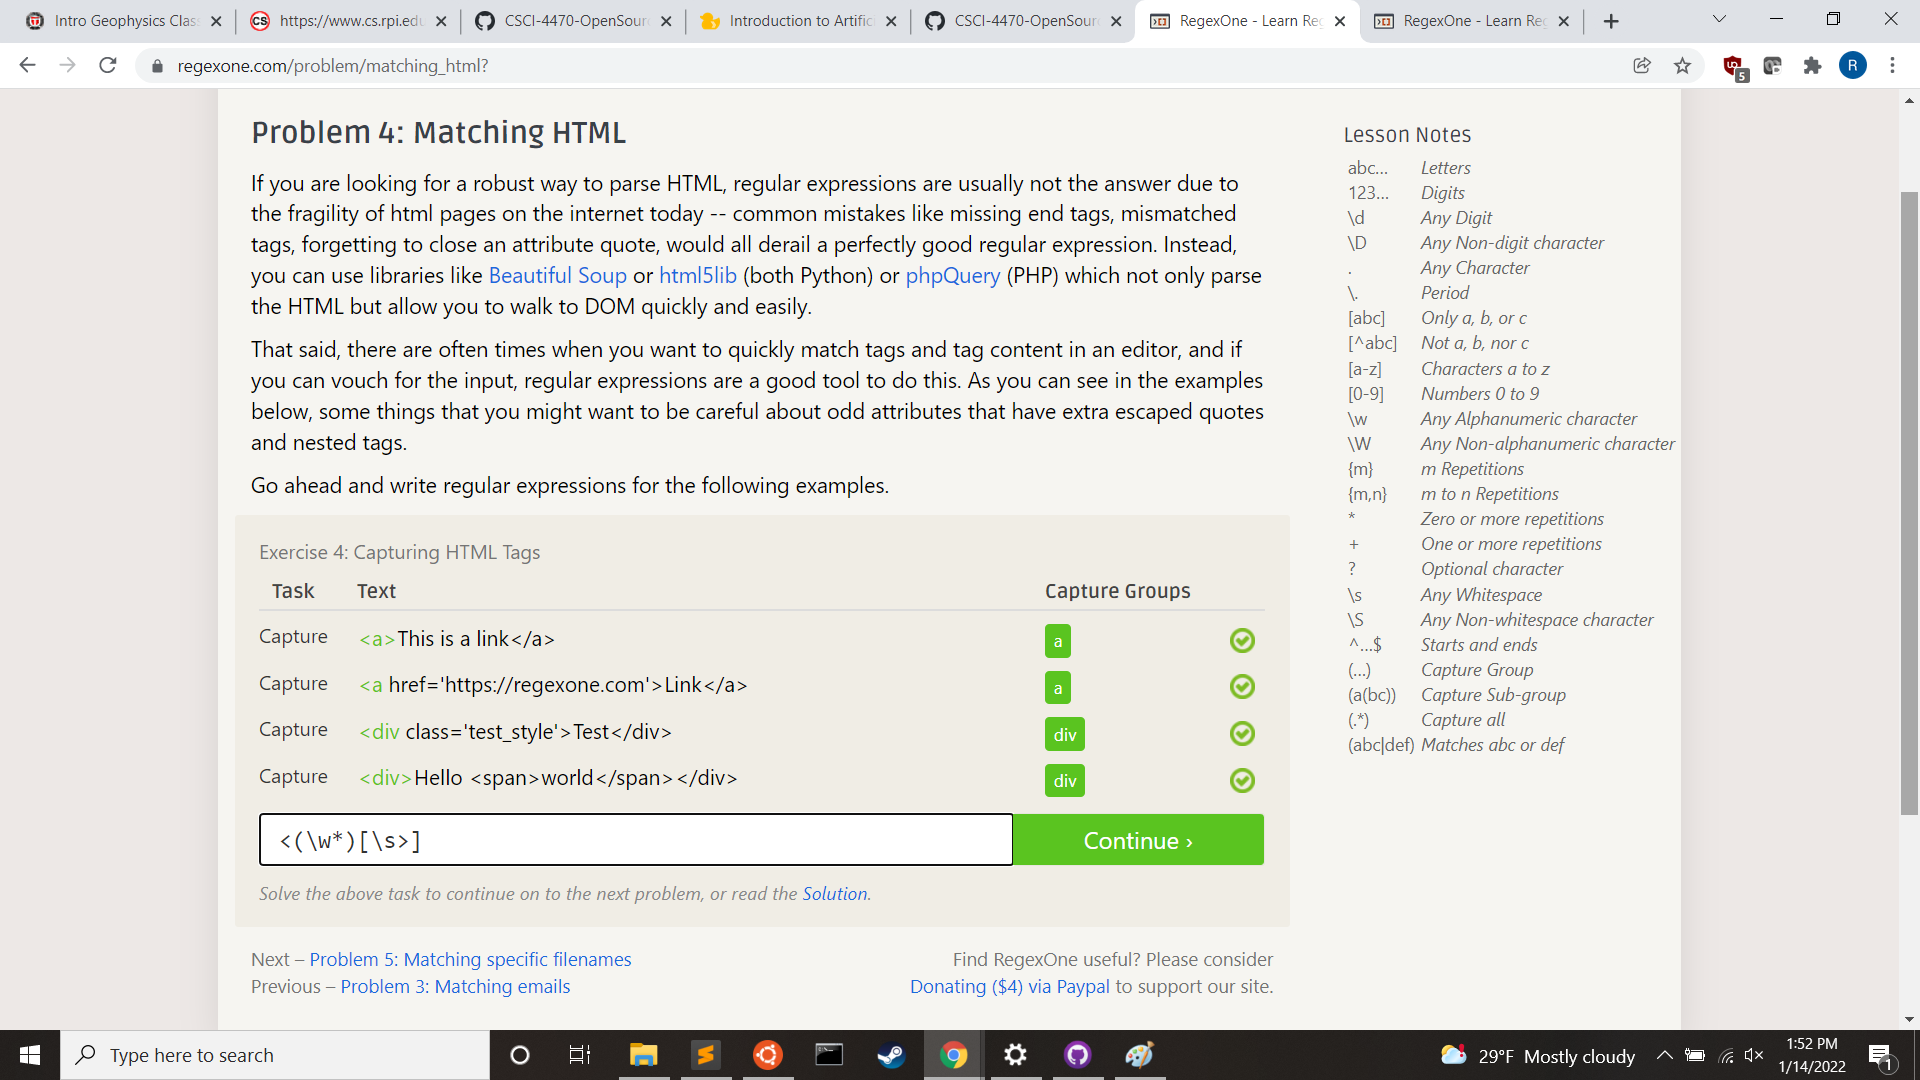 Intro Geophysics Clas
https://www.cs.rpi.edu
CSCI-4470-OpenSour
Introduction to Artific
CSCI-4470-OpenSour
RegexOne - Learn Re
RegexOne - Learn Re
regexone.com/problem/matching_html?
5
R
Problem 4: Matching HTML
If you are looking for a robust way to parse HTML, regular expressions are usually not the answer due to
the fragility of html pages on the internet today -- common mistakes like missing end tags, mismatched
tags, forgetting to close an attribute quote, would all derail a perfectly good regular expression. Instead,
you can use libraries like Beautiful Soup or html5lib (both Python) or phpQuery (PHP) which not only parse
the HTML but allow you to walk to DOM quickly and easily.
That said, there are often times when you want to quickly match tags and tag content in an editor, and if
you can vouch for the input, regular expressions are a good tool to do this. As you can see in the examples
below, some things that you might want to be careful about odd attributes that have extra escaped quotes
and nested tags.
Go ahead and write regular expressions for the following examples.
Exercise 4: Capturing HTML Tags
Task Text Capture Groups
Capture <a>This is a link</a> a
Capture <a href='https://regexone.com'>Link</a> a
Capture <div class='test_style'>Test</div> div
Capture <div>Hello <span>world</span></div> div
<(\w*)[\s>]
Continue ›
Solve the above task to continue on to the next problem, or read the Solution.
Next – Problem 5: Matching specific filenames
Previous – Problem 3: Matching emails
Find RegexOne useful? Please consider
Donating ($4) via Paypal to support our site.
Lesson Notes
abc… Letters
123… Digits
\d Any Digit
\D Any Non-digit character
. Any Character
\. Period
[abc] Only a, b, or c
[^abc] Not a, b, nor c
[a-z] Characters a to z
[0-9] Numbers 0 to 9
\w Any Alphanumeric character
\W Any Non-alphanumeric character
{m} m Repetitions
{m,n} m to n Repetitions
* Zero or more repetitions
+ One or more repetitions
? Optional character
\s Any Whitespace
\S Any Non-whitespace character
^…$ Starts and ends
(…) Capture Group
(a(bc)) Capture Sub-group
(.*) Capture all
(abc|def) Matches abc or def
Type here to search
29°F Mostly cloudy
1:52 PM
1/14/2022
1